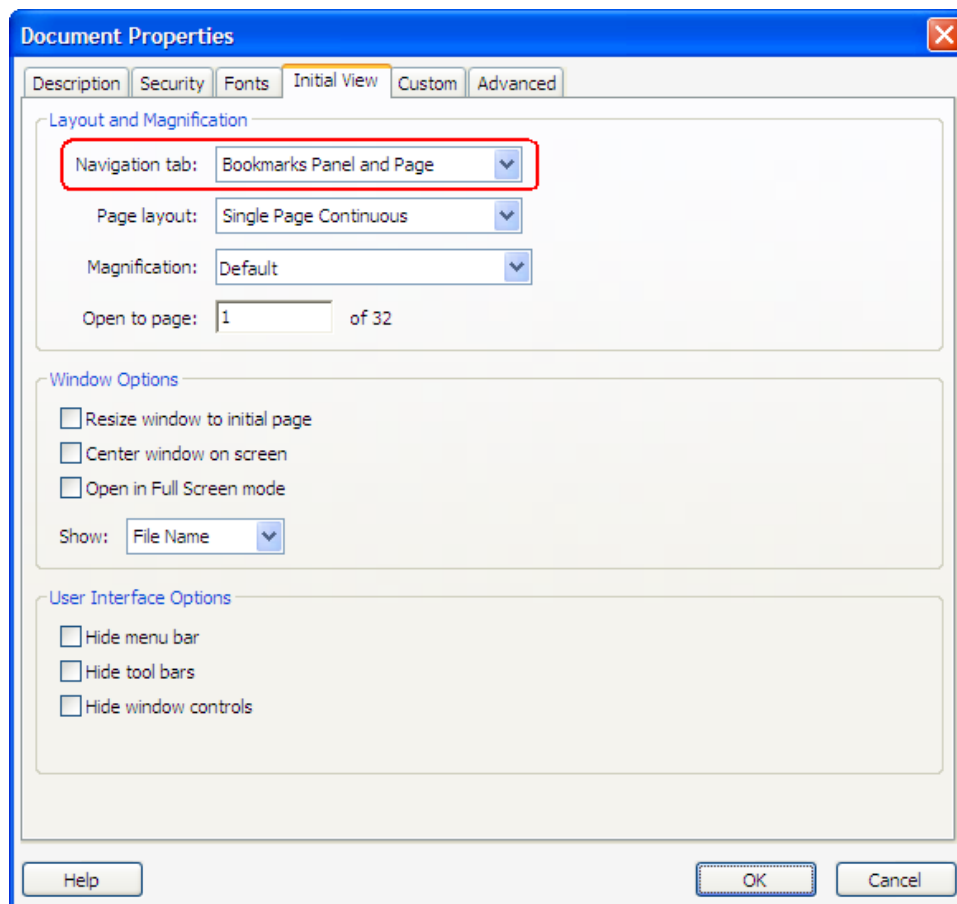 Document Properties
Description Security Fonts Initial View Custom Advanced
Layout and Magnification
Navigation tab: Bookmarks Panel and Page
Page layout: Single Page Continuous
Magnification: Default
Open to page: 1 of 32
Window Options
Resize window to initial page
Center window on screen
Open in Full Screen mode
Show: File Name
User Interface Options
Hide menu bar
Hide tool bars
Hide window controls
Help OK Cancel